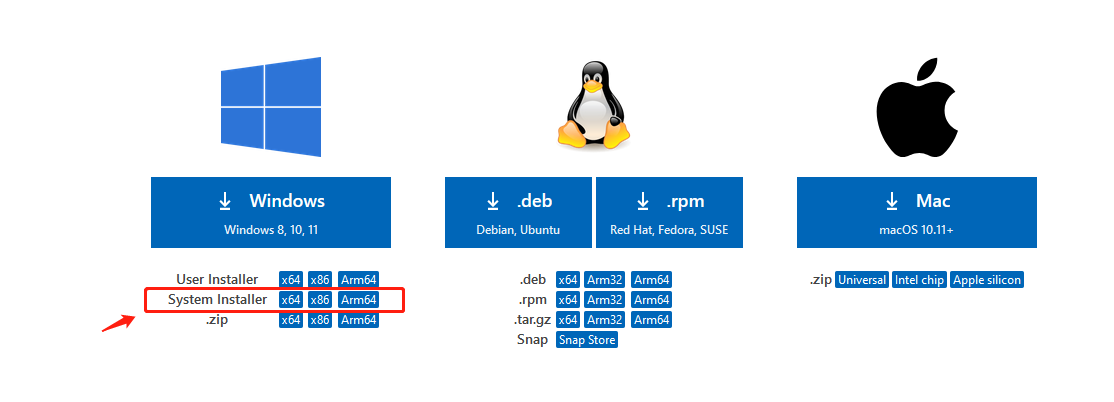 Windows
Windows 8, 10, 11
.deb
Debian, Ubuntu
.rpm
Red Hat, Fedora, SUSE
Mac
macOS 10.11+
User Installer x64 x86 Arm64
System Installer x64 x86 Arm64
.zip x64 x86 Arm64
.deb x64 Arm32 Arm64
.rpm x64 Arm32 Arm64
.tar.gz x64 Arm32 Arm64
Snap Snap Store
.zip Universal Intel chip Apple silicon